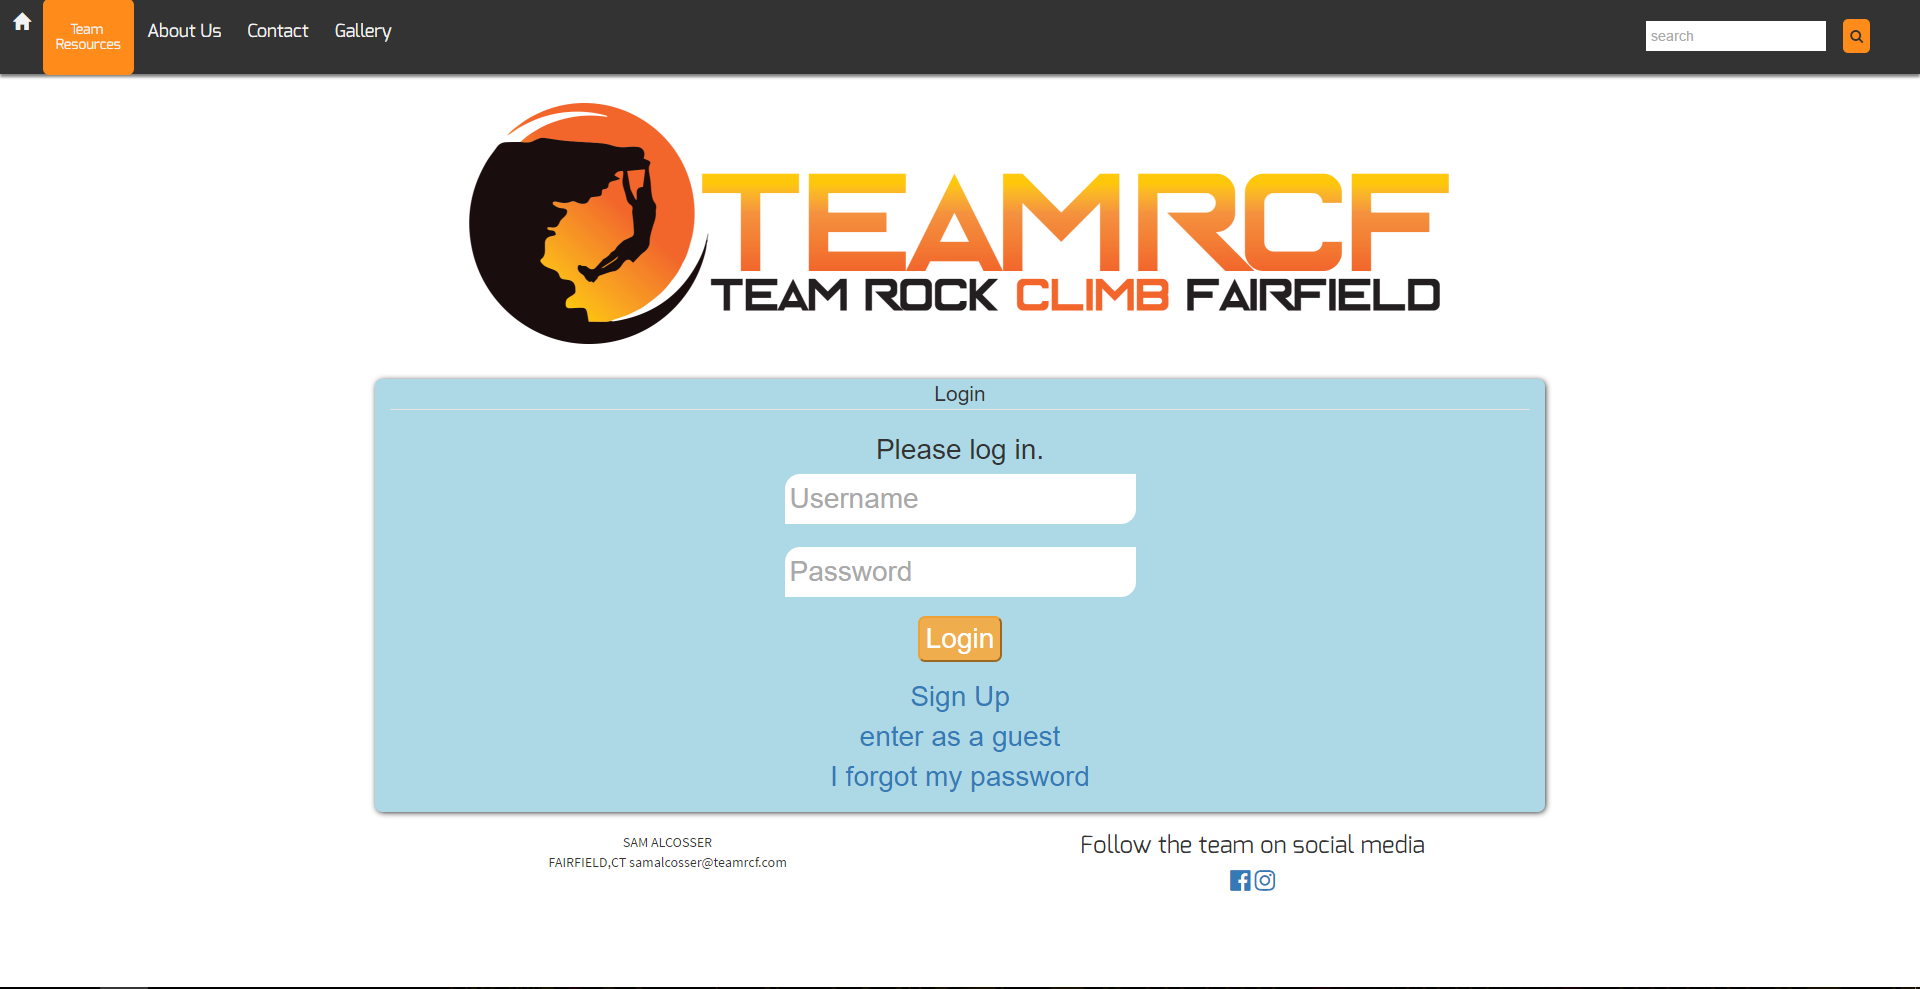 Team
Resources
About Us
Contact
Gallery
search
TEAMRCF
TEAM ROCK CLIMB FAIRFIELD
Login
Please log in.
Username
Password
Login
Sign Up
enter as a guest
I forgot my password
SAM ALCOSSER
FAIRFIELD,CT samalcosser@teamrcf.com
Follow the team on social media